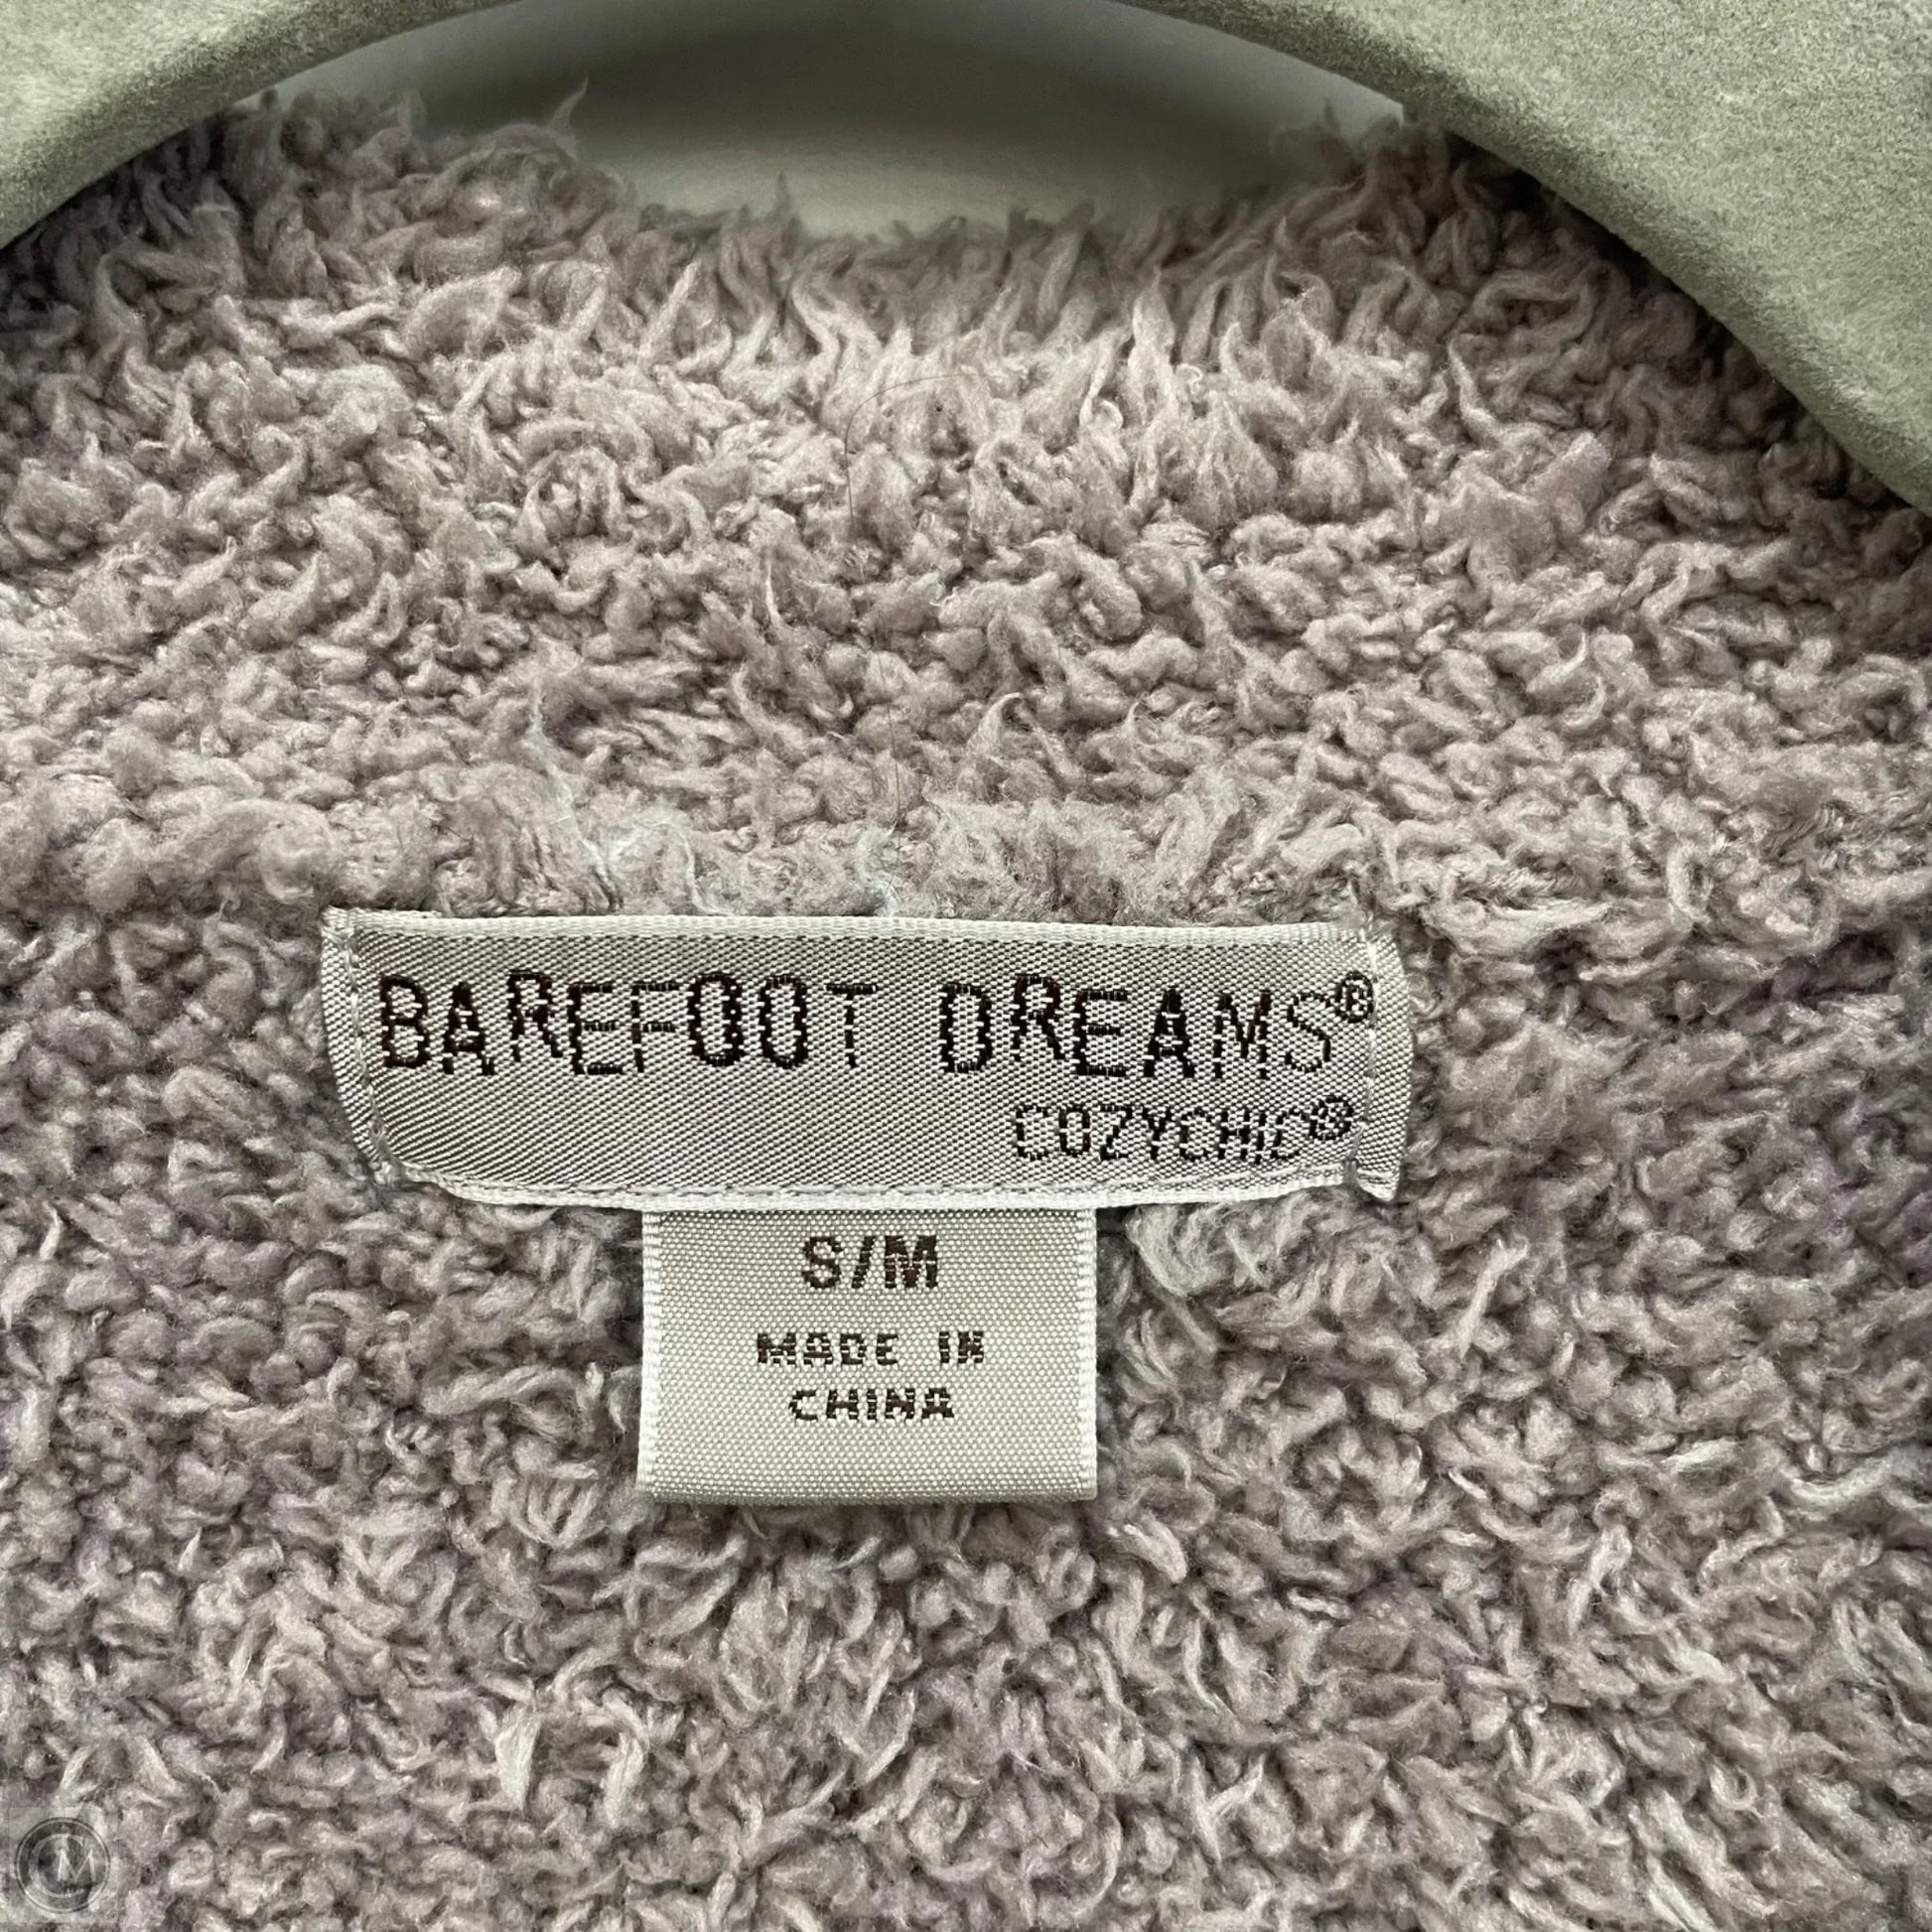 BAREFOOT DREAMS®
COZYCHIC®
S/M
MADE IN
CHINA